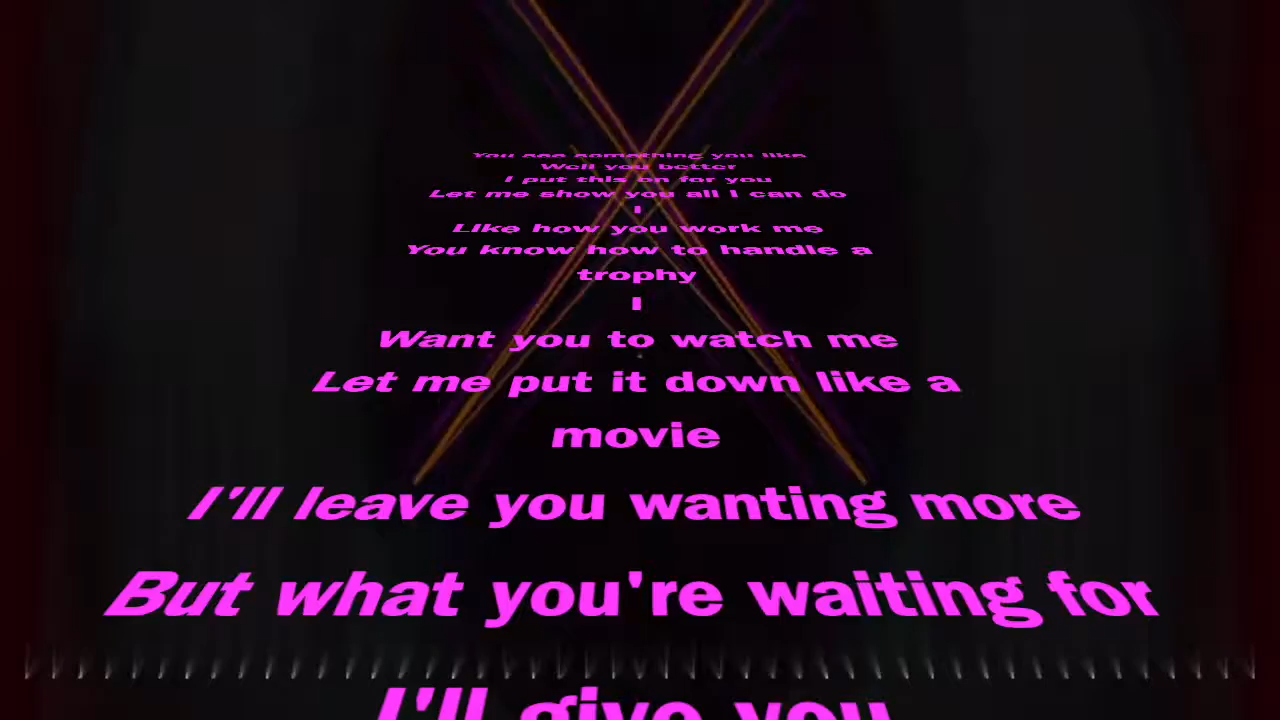 You see something you like
Well you better
I put this on for you
Let me show you all I can do
I
Like how you work me
You know how to handle a
trophy
I
Want you to watch me
Let me put it down like a
movie
I'll leave you wanting more
But what you're waiting for
I'll give you